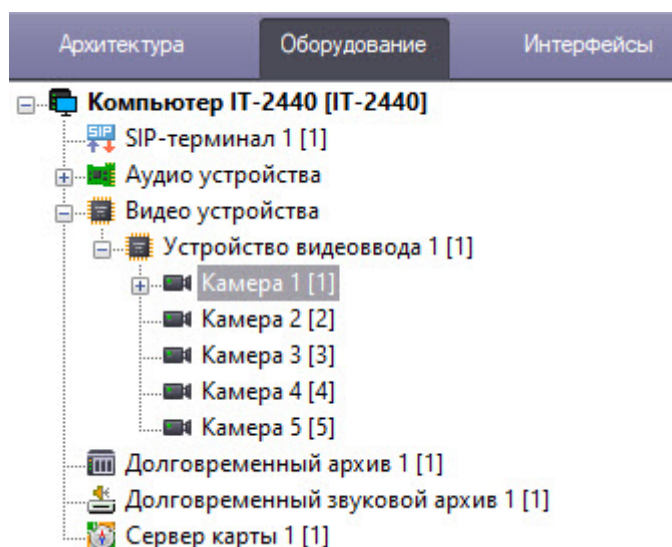 Архитектура Оборудование Интерфейсы
Компьютер IT-2440 [IT-2440]
SIP SIP-терминал 1 [1]
Аудио устройства
Видео устройства
Устройство видеоввода 1 [1]
Камера 1 [1]
Камера 2 [2]
Камера 3 [3]
Камера 4 [4]
Камера 5 [5]
Долговременный архив 1 [1]
Долговременный звуковой архив 1 [1]
Сервер карты 1 [1]